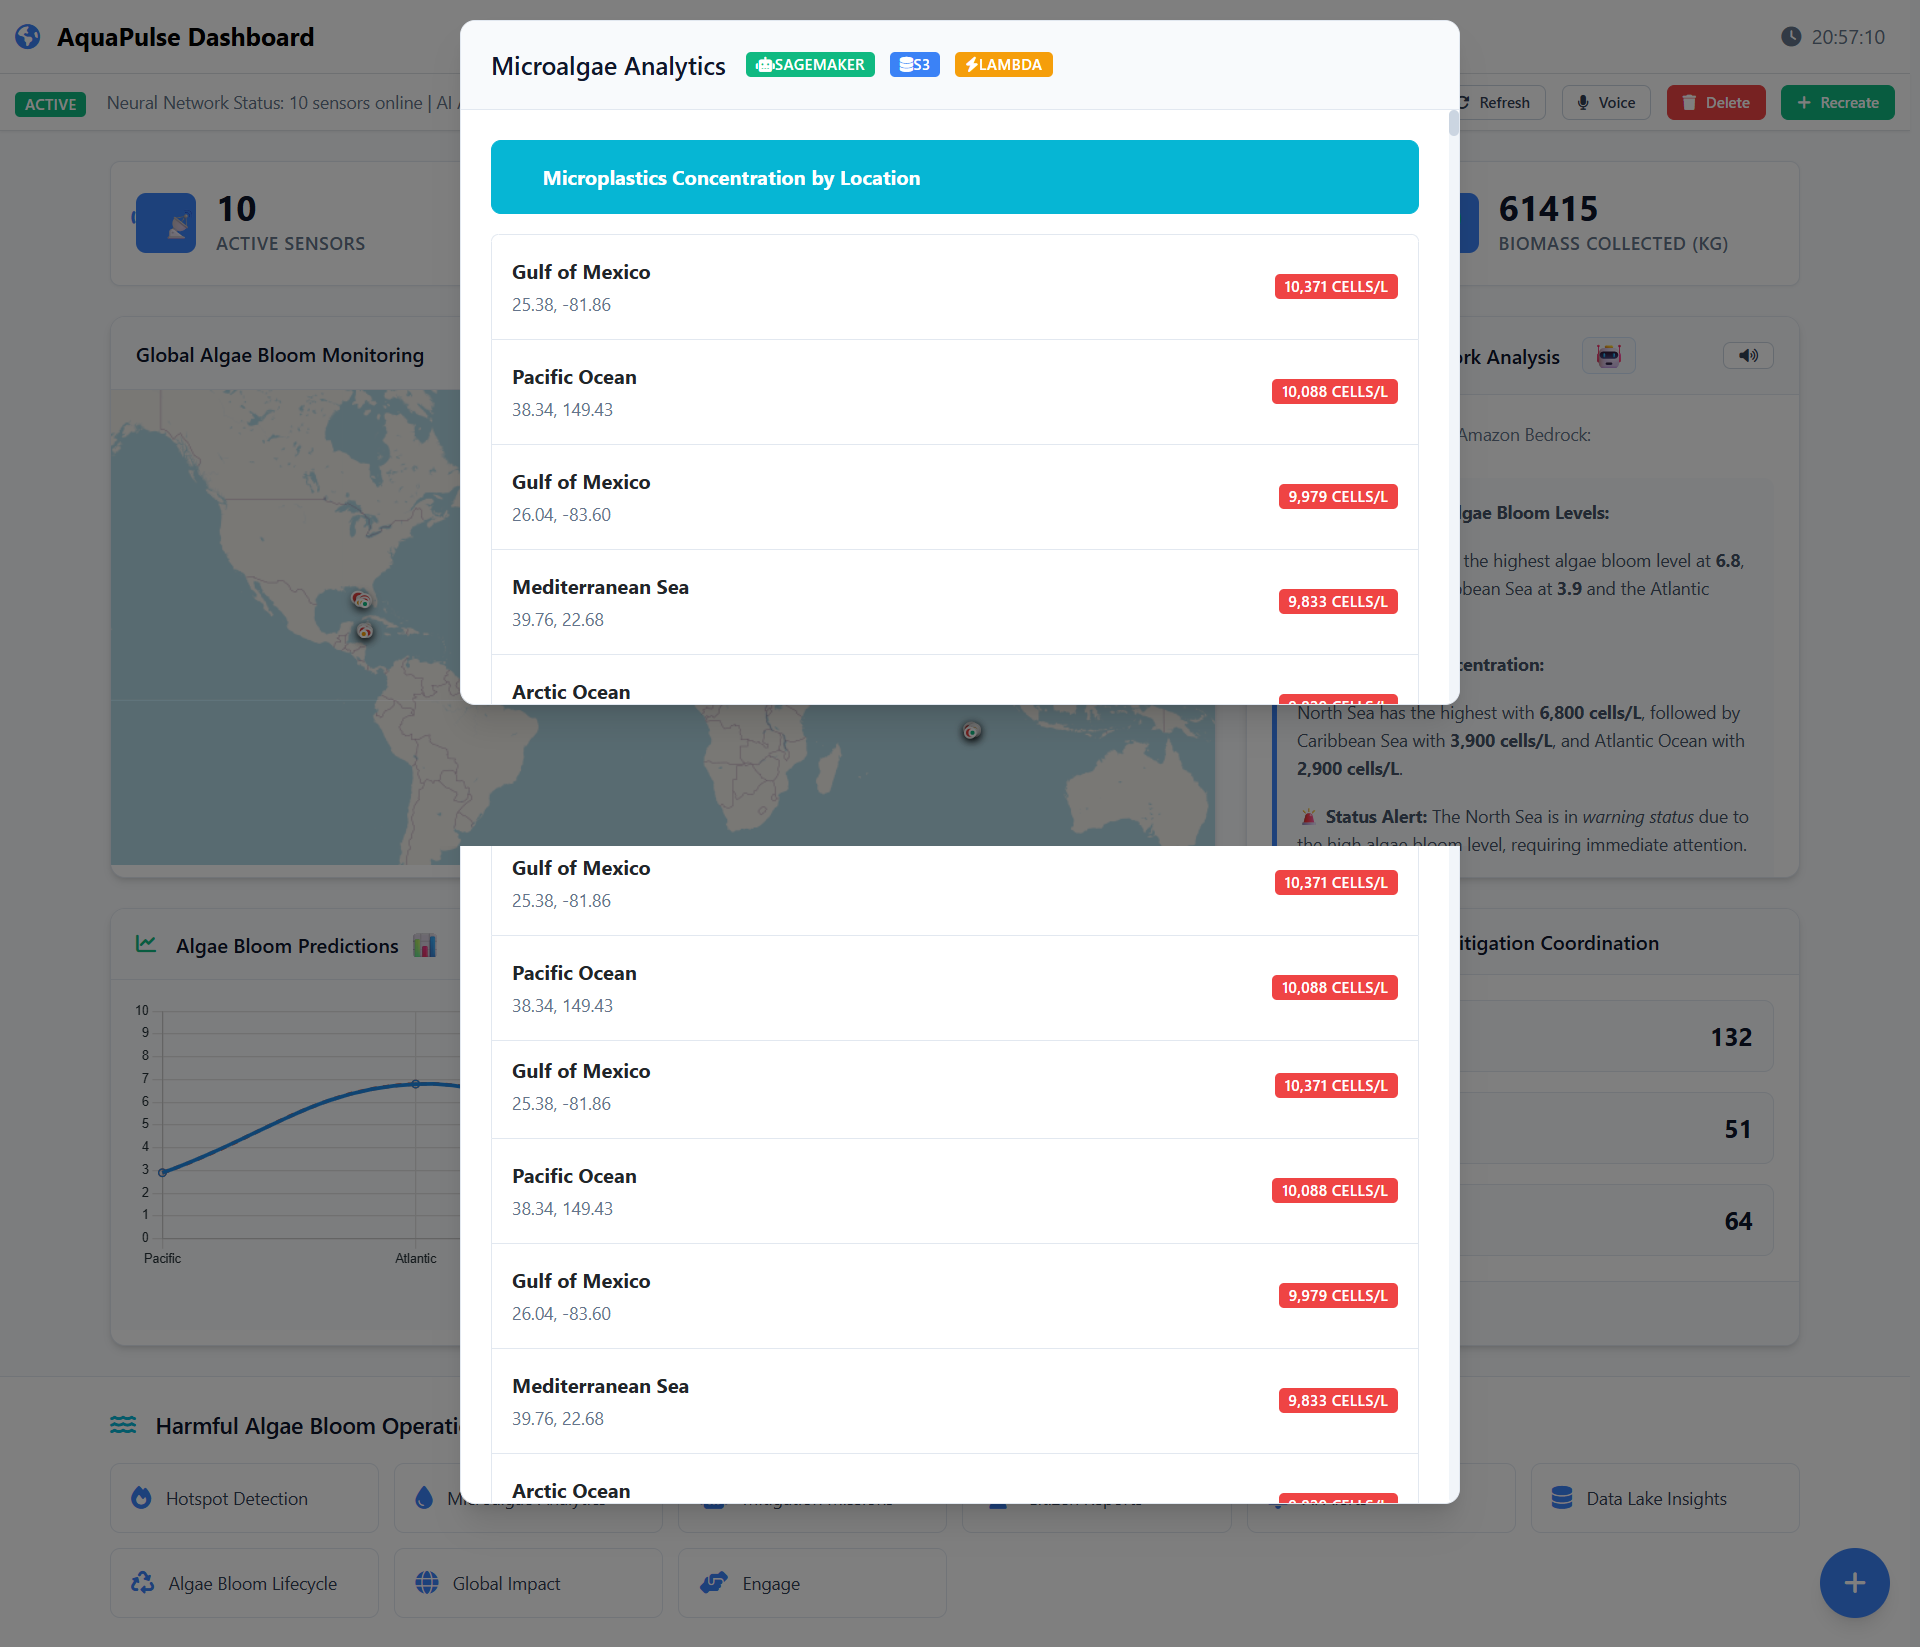 AquaPulse Dashboard
20:57:10
ACTIVE
Neural Network Status: 10 sensors online | AI
Refresh
Voice
Delete
Recreate
Microalgae Analytics
SAGEMAKER
S3
LAMBDA
Microplastics Concentration by Location
Gulf of Mexico
25.38, -81.86
10,371 CELLS/L
Pacific Ocean
38.34, 149.43
10,088 CELLS/L
Gulf of Mexico
26.04, -83.60
9,979 CELLS/L
Mediterranean Sea
39.76, 22.68
9,833 CELLS/L
Arctic Ocean
10
ACTIVE SENSORS
61415
BIOMASS COLLECTED (KG)
Global Algae Bloom Monitoring
Analysis
Amazon Bedrock:
Bloom Levels:
the highest algae bloom level at 6.8,
Sea at 3.9 and the Atlantic
North Sea has the highest with 6,800 cells/L, followed by
Caribbean Sea with 3,900 cells/L, and Atlantic Ocean with
2,900 cells/L.
Status Alert: The North Sea is in warning status due to
the high algae bloom level, requiring immediate attention.
Gulf of Mexico
25.38, -81.86
10,371 CELLS/L
Pacific Ocean
38.34, 149.43
10,088 CELLS/L
Gulf of Mexico
25.38, -81.86
10,371 CELLS/L
Pacific Ocean
38.34, 149.43
10,088 CELLS/L
Gulf of Mexico
26.04, -83.60
9,979 CELLS/L
Mediterranean Sea
39.76, 22.68
9,833 CELLS/L
Arctic Ocean
Algae Bloom Predictions
10
9
8
7
6
5
4
3
2
1
0
Pacific
Atlantic
Coordination
132
51
64
Harmful Algae Bloom
Hotspot Detection
Data Lake Insights
Algae Bloom Lifecycle
Global Impact
Engage